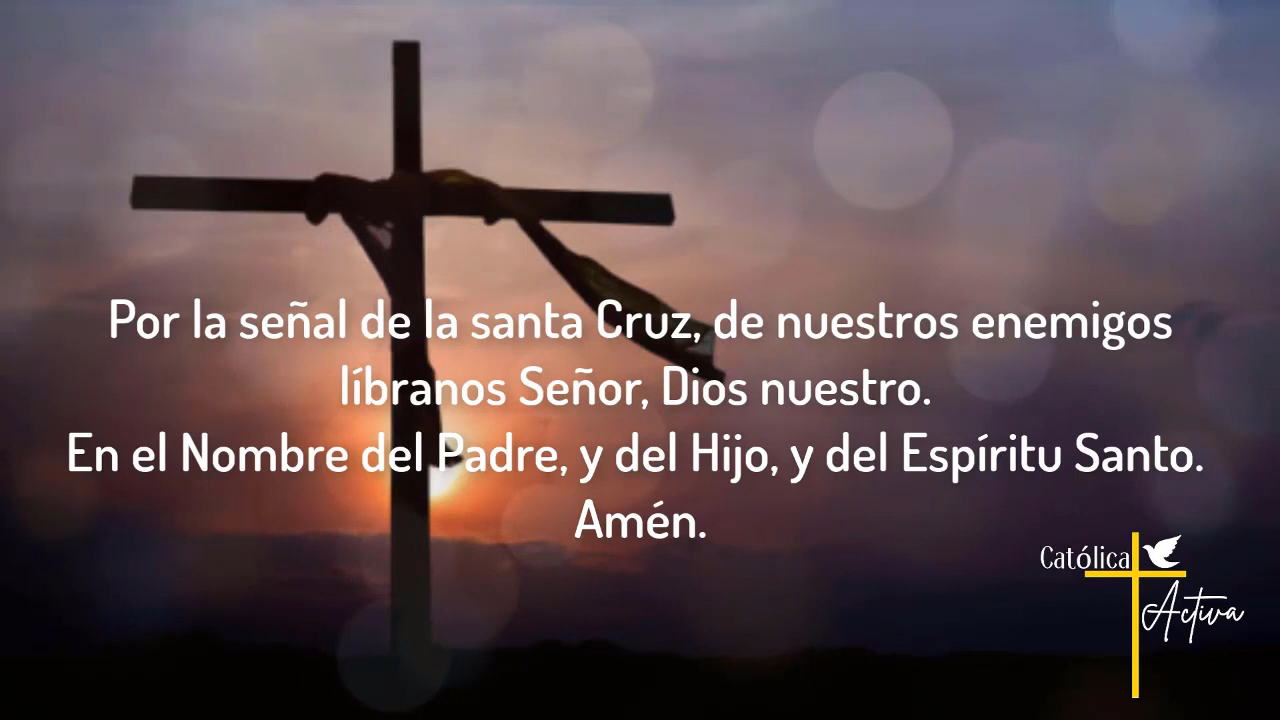 Por la señal de la santa Cruz, de nuestros enemigos
líbranos Señor, Dios nuestro.
En el Nombre del Padre, y del Hijo, y del Espíritu Santo.
Amén.
Católica
Activa